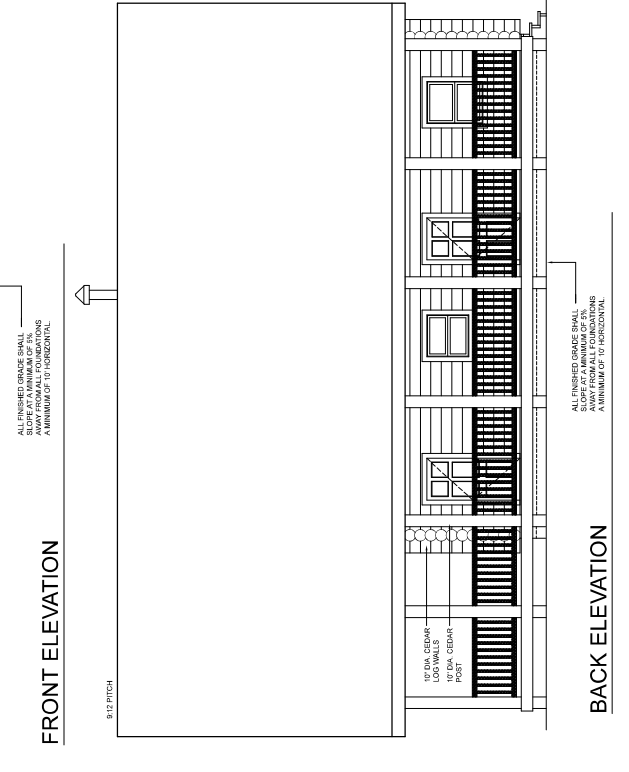 ALL FINISHED GRADE SHALL
SLOPE AT A MINIMUM OF 5%
AWAY FROM ALL FOUNDATIONS
A MINIMUM OF 10' HORIZONTAL.
FRONT ELEVATION
9:12 PITCH
10" DIA. CEDAR
LOG WALLS
10" DIA. CEDAR
POST
ALL FINISHED GRADE SHALL
SLOPE AT A MINIMUM OF 5%
AWAY FROM ALL FOUNDATIONS
A MINIMUM OF 10' HORIZONTAL.
BACK ELEVATION